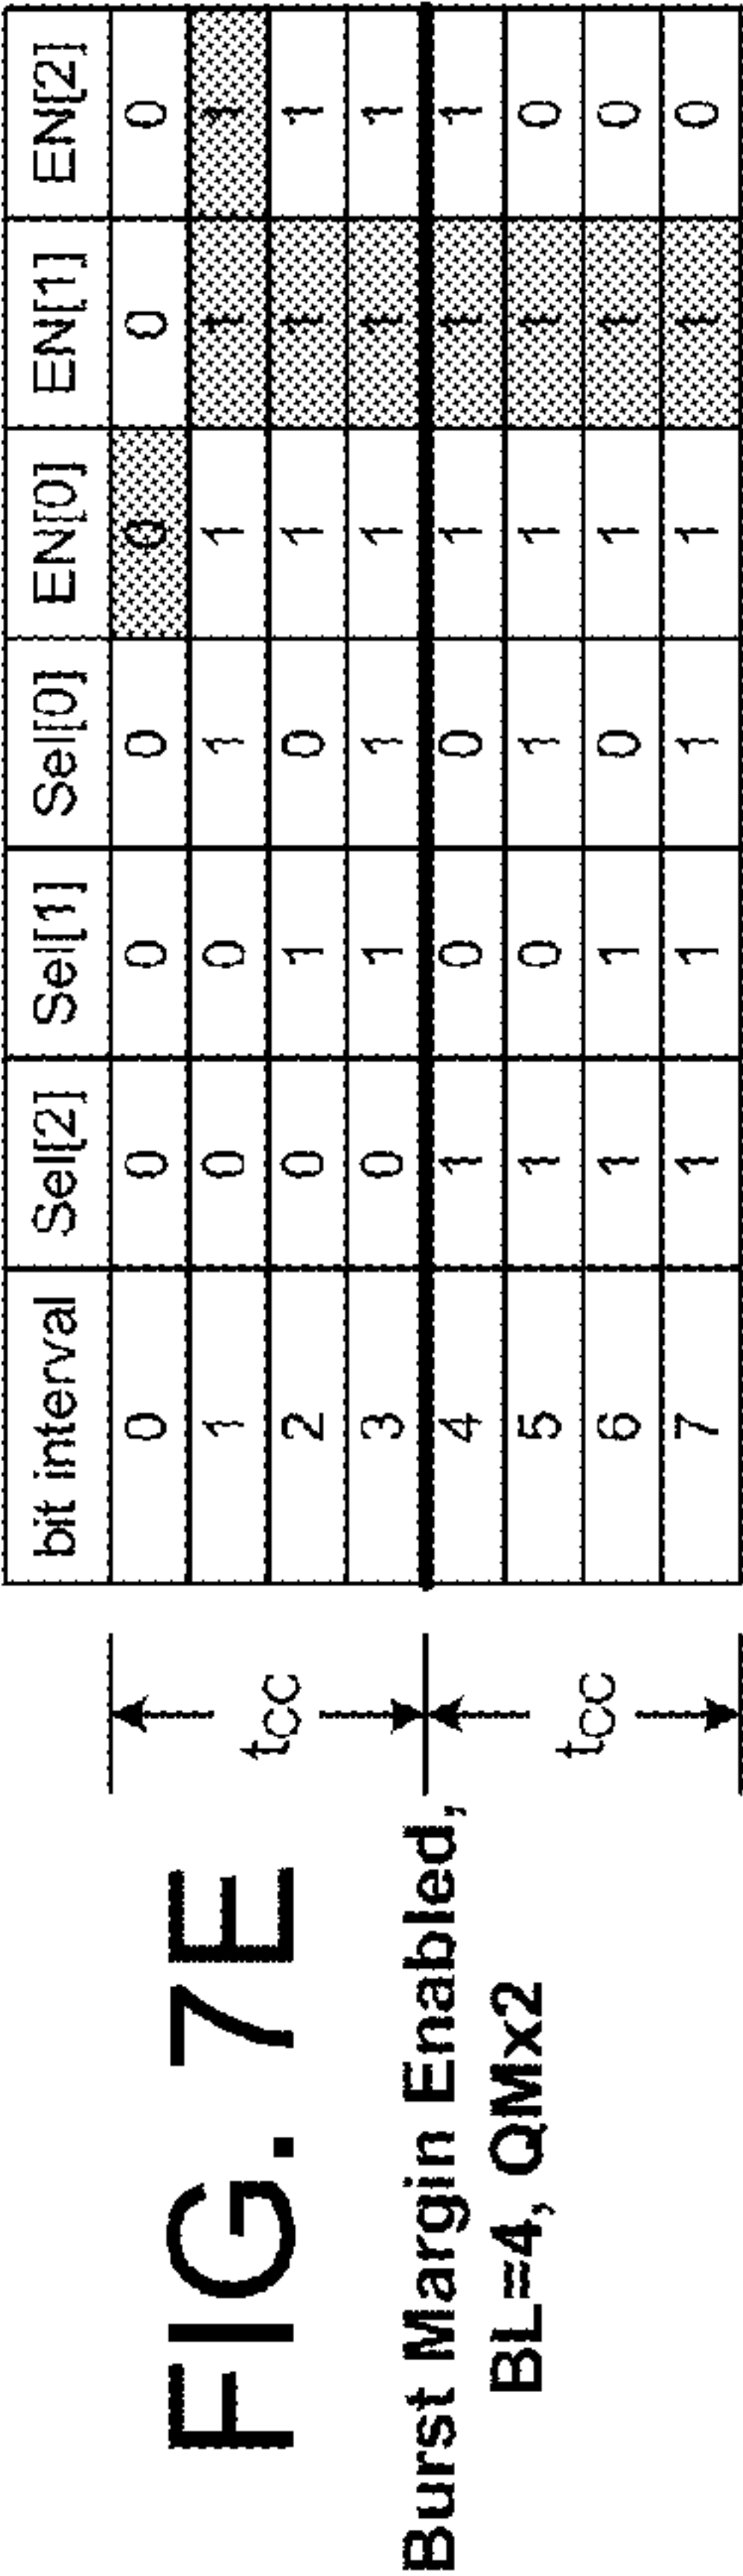 FIG. 7E
Burst Margin Enabled,
BL=4, QMx2
tCC
tCC
bit interval Sel[2] Sel[1] Sel[0] EN[0] EN[1] EN[2]
0 0 0 0 0 0 0
1 0 0 1 1 1 1
2 0 1 0 1 1 1
3 0 1 1 1 1 1
4 1 0 0 1 1 1
5 1 0 1 1 1 0
6 1 1 0 1 1 0
7 1 1 1 1 1 0